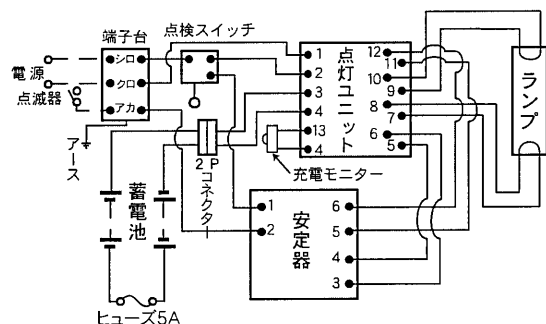 端子台
点検スイッチ
電源
点滅器
シロ
クロ
アカ
アース
蓄電池
ヒューズ5A
2Pコネクター
充電モニター
点灯ユニット
1
2
3
4
13
4
12
11
10
9
8
7
6
5
ランプ
安定器
1
2
6
5
4
3